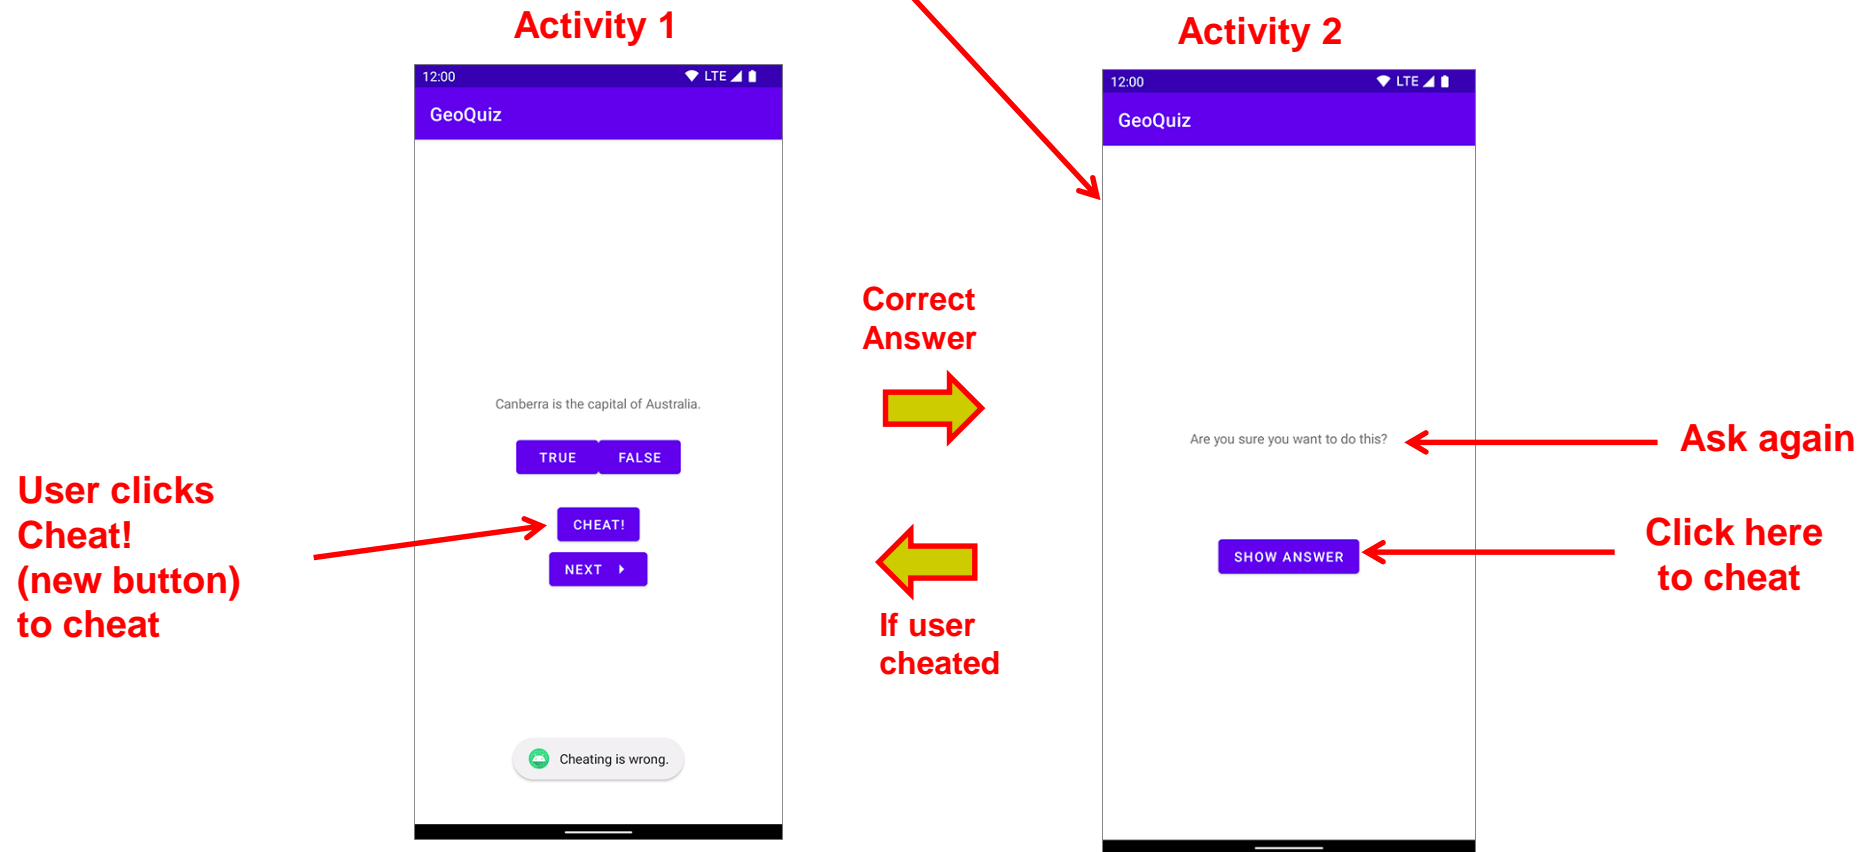 Activity 1
12:00
LTE
GeoQuiz
Canberra is the capital of Australia.
TRUE
FALSE
CHEAT!
NEXT
Cheating is wrong.
User clicks
Cheat!
(new button)
to cheat
Correct
Answer
If user
cheated
Activity 2
12:00
LTE
GeoQuiz
Are you sure you want to do this?
SHOW ANSWER
Ask again
Click here
to cheat